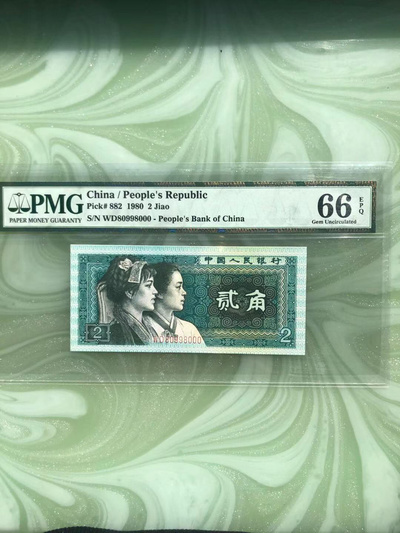 PMG
PAPER MONEY GUARANTY
China / People's Republic
Pick# 882 1980 2 Jiao
S/N WD80998000 - People's Bank of China
66 EPQ
Gem Uncirculated
中国人民银行
贰角
2
WD80998000
2